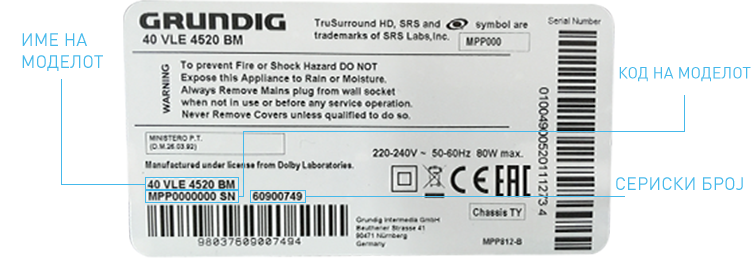 GRUNDIG
40 VLE 4520 BM
TruSurround HD, SRS and symbol are
trademarks of SRS Labs,Inc.
MPP000
Serial Number
ИМЕ НА
МОДЕЛОТ
WARNING
To prevent Fire or Shock Hazard DO NOT
Expose this Appliance to Rain or Moisture.
Always Remove Mains plug from wall socket
when not in use or before any service operation.
Never Remove Covers unless qualified to do so.
КОД НА МОДЕЛОТ
MINISTERO P.T.
(D.M.26.03.92)
Manufactured under license from Dolby Laboratories.
220-240V ~ 50-60Hz 80W max.
40 VLE 4520 BM
MPP0000000 SN
60900749
CE EAC
СЕРИСКИ БРОЈ
Chassis TY
98037609007494
Grundig Intermedia GmbH
Beuthener Strasse 41
90471 Nürnberg
Germany
MPP812-B